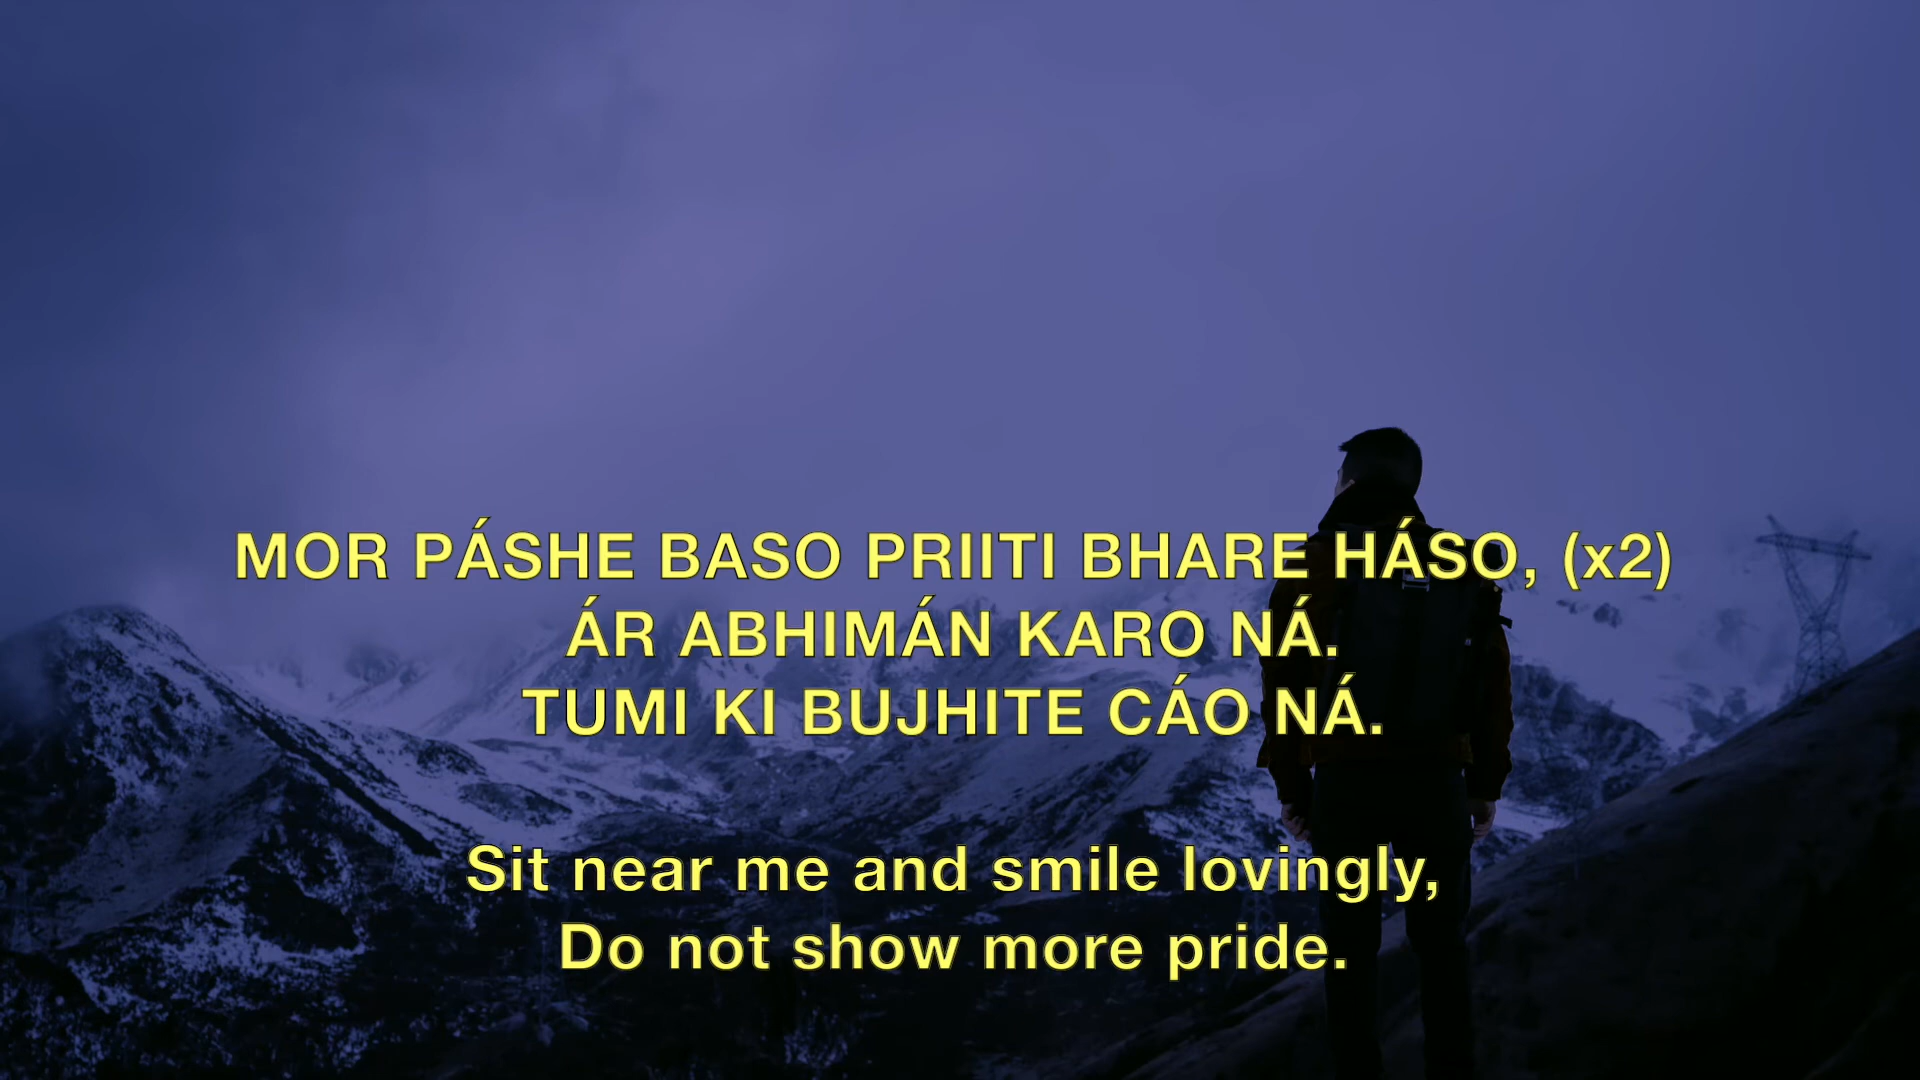 MOR PÁSHE BASO PRIITI BHARE HÁSO, (x2)
ÁR ABHIMÁN KARO NÁ.
TUMI KI BUJHITE CÁO NÁ.
Sit near me and smile lovingly,
Do not show more pride.